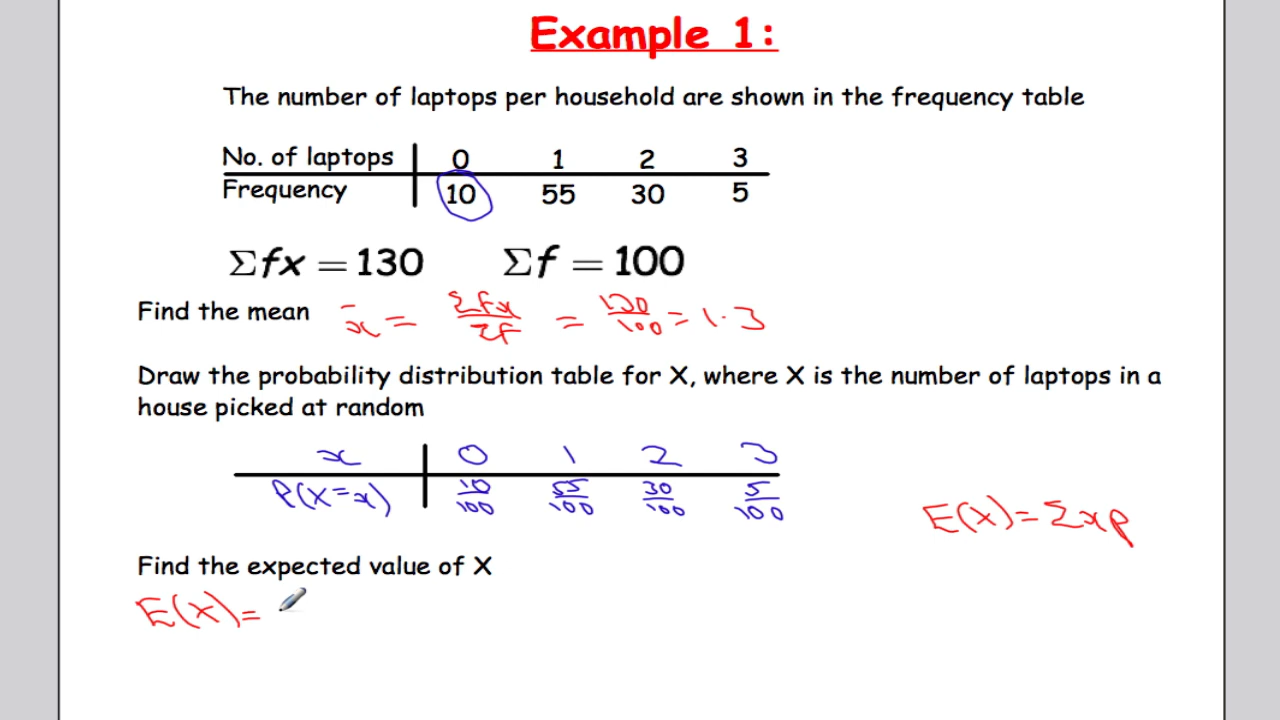 Example 1:
The number of laptops per household are shown in the frequency table
No. of laptops 0 1 2 3
Frequency 10 55 30 5
Σfx = 130 Σf = 100
Find the mean x̄ = Σfx/Σf = 130/100 = 1.3
Draw the probability distribution table for X, where X is the number of laptops in a
house picked at random
x 0 1 2 3
P(X=x) 10/100 55/100 30/100 5/100
E(X) = Σxp
Find the expected value of X
E(X) =